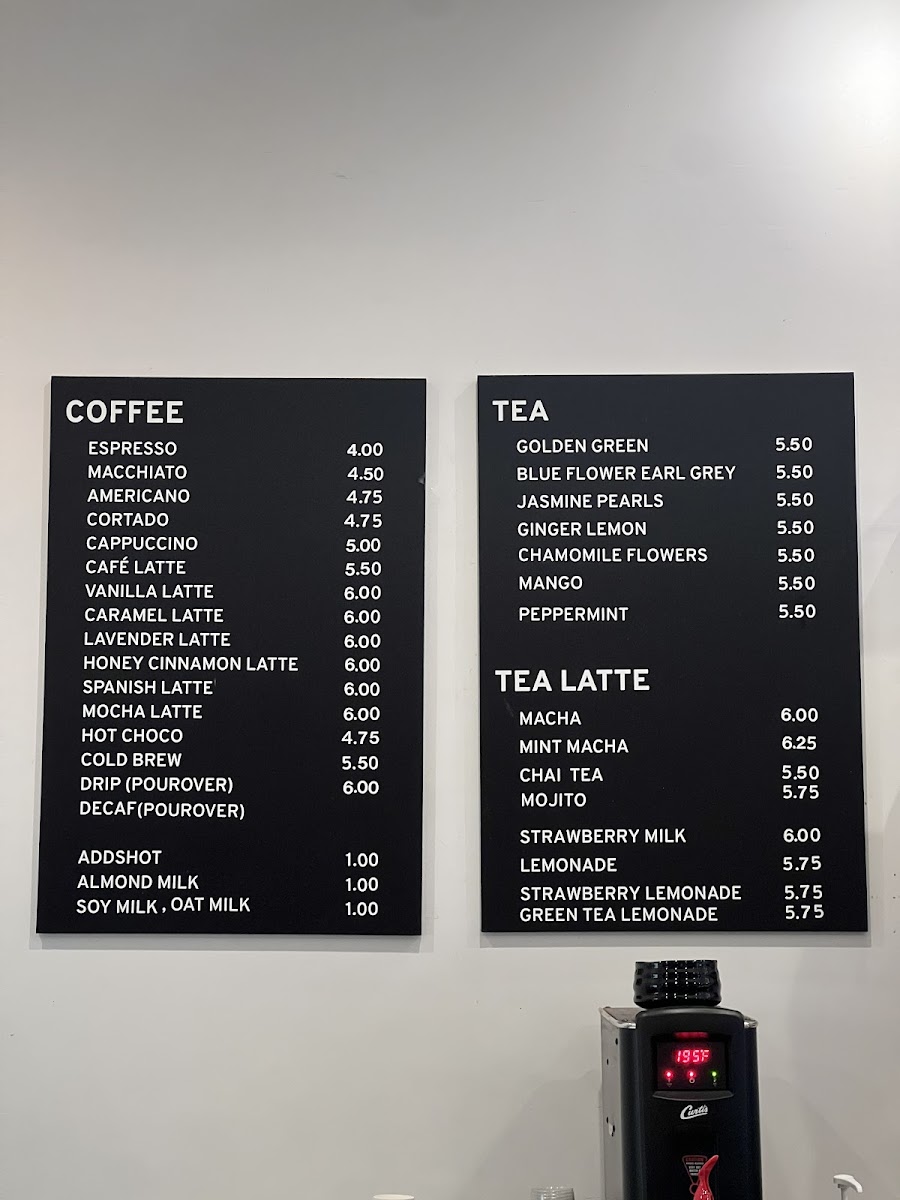 COFFEE
ESPRESSO 4.00
MACCHIATO 4.50
AMERICANO 4.75
CORTADO 4.75
CAPPUCCINO 5.00
CAFÉ LATTE 5.50
VANILLA LATTE 6.00
CARAMEL LATTE 6.00
LAVENDER LATTE 6.00
HONEY CINNAMON LATTE 6.00
SPANISH LATTE 6.00
MOCHA LATTE 6.00
HOT CHOCO 4.75
COLD BREW 5.50
DRIP (POUROVER) 6.00
DECAF(POUROVER)
ADDSHOT 1.00
ALMOND MILK 1.00
SOY MILK , OAT MILK 1.00
TEA
GOLDEN GREEN 5.50
BLUE FLOWER EARL GREY 5.50
JASMINE PEARLS 5.50
GINGER LEMON 5.50
CHAMOMILE FLOWERS 5.50
MANGO 5.50
PEPPERMINT 5.50
TEA LATTE
MACHA 6.00
MINT MACHA 6.25
CHAI TEA 5.50
MOJITO 5.75
STRAWBERRY MILK 6.00
LEMONADE 5.75
STRAWBERRY LEMONADE 5.75
GREEN TEA LEMONADE 5.75
195°F
Curtis